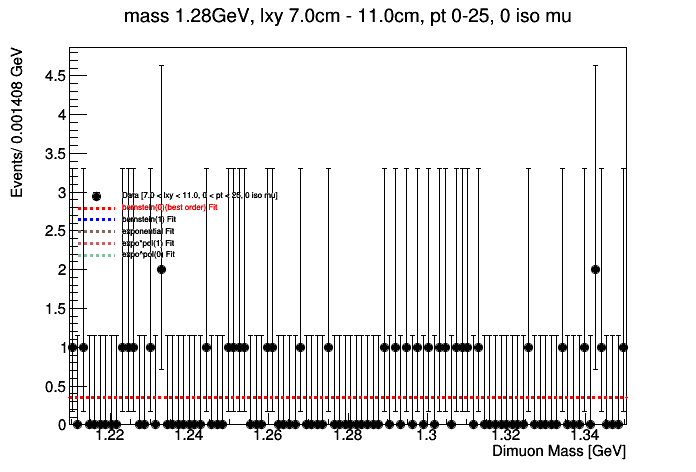 mass 1.28GeV, lxy 7.0cm - 11.0cm, pt 0-25, 0 iso mu
Events/ 0.001408 GeV
4.5
4
3.5
3
2.5
2
1.5
1
0.5
0
Data [7.0 < lxy < 11.0, 0 < pt < 25, 0 iso mu]
bernstein(0)(best order) Fit
bernstein(1) Fit
exponential Fit
expo*pol(1) Fit
expo*pol(0) Fit
1.22 1.24 1.26 1.28 1.3 1.32 1.34
Dimuon Mass [GeV]